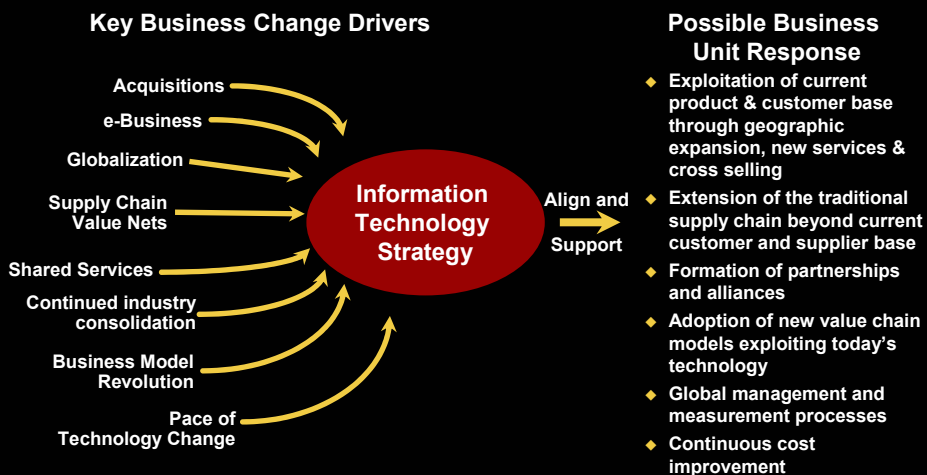 Key Business Change Drivers
Acquisitions
e-Business
Globalization
Supply Chain
Value Nets
Shared Services
Continued industry
consolidation
Business Model
Revolution
Pace of
Technology Change
Information
Technology
Strategy
Align and
Support
Possible Business
Unit Response
Exploitation of current
product & customer base
through geographic
expansion, new services &
cross selling
Extension of the traditional
supply chain beyond current
customer and supplier base
Formation of partnerships
and alliances
Adoption of new value chain
models exploiting today's
technology
Global management and
measurement processes
Continuous cost
improvement